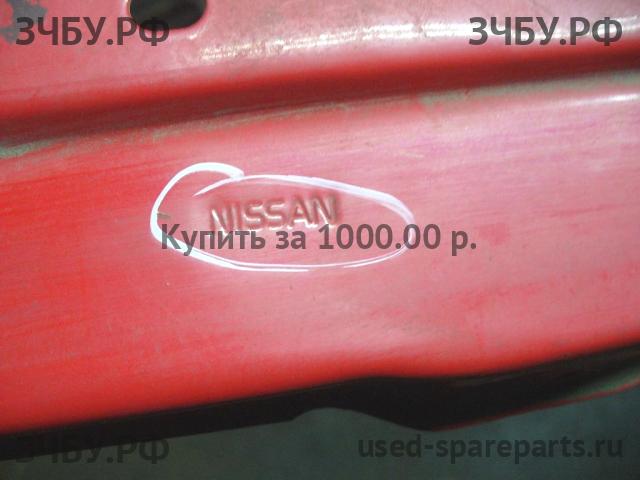 ЗЧБУ.РФ ЗЧБУ.РФ
NISSAN
Купить за 1000.00 р.
ЗЧБУ.РФ used-spareparts.ru